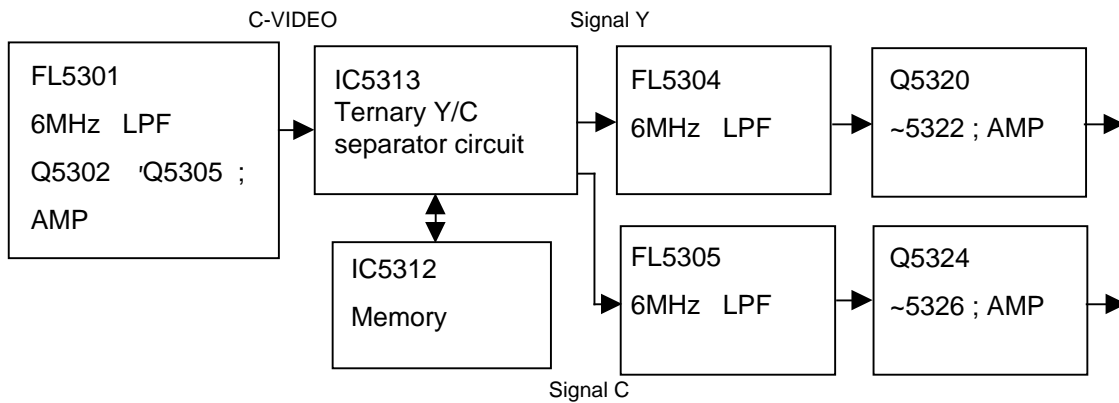 C-VIDEO
Signal Y
FL5301
6MHz LPF
Q5302 'Q5305 ;
AMP
IC5313
Ternary Y/C
separator circuit
FL5304
6MHz LPF
Q5320
~5322 ; AMP
IC5312
Memory
FL5305
6MHz LPF
Q5324
~5326 ; AMP
Signal C